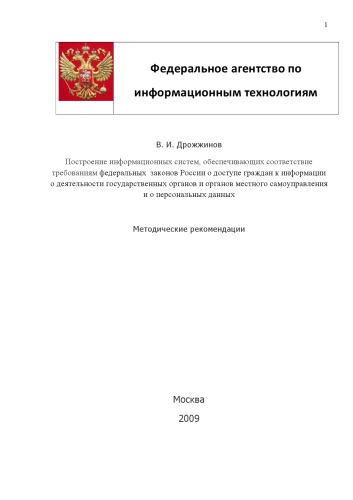 1
Федеральное агентство по
информационным технологиям
В. И. Дрожжинов
Построение информационных систем, обеспечивающих соответствие
требованиям федеральных законов России о доступе граждан к информации
о деятельности государственных органов и органов местного самоуправления
и о персональных данных
Методические рекомендации
Москва
2009